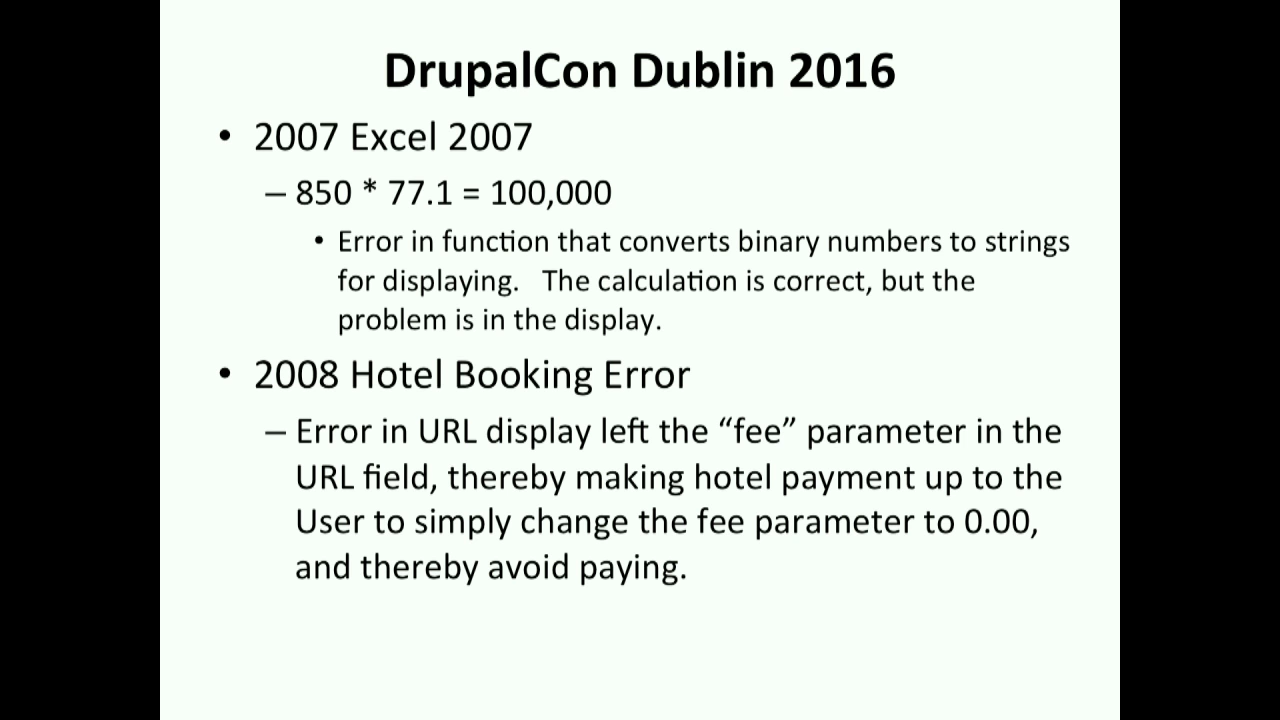 DrupalCon Dublin 2016
• 2007 Excel 2007
– 850 * 77.1 = 100,000
• Error in function that converts binary numbers to strings
for displaying.   The calculation is correct, but the
problem is in the display.
• 2008 Hotel Booking Error
– Error in URL display left the “fee” parameter in the
URL field, thereby making hotel payment up to the
User to simply change the fee parameter to 0.00,
and thereby avoid paying.